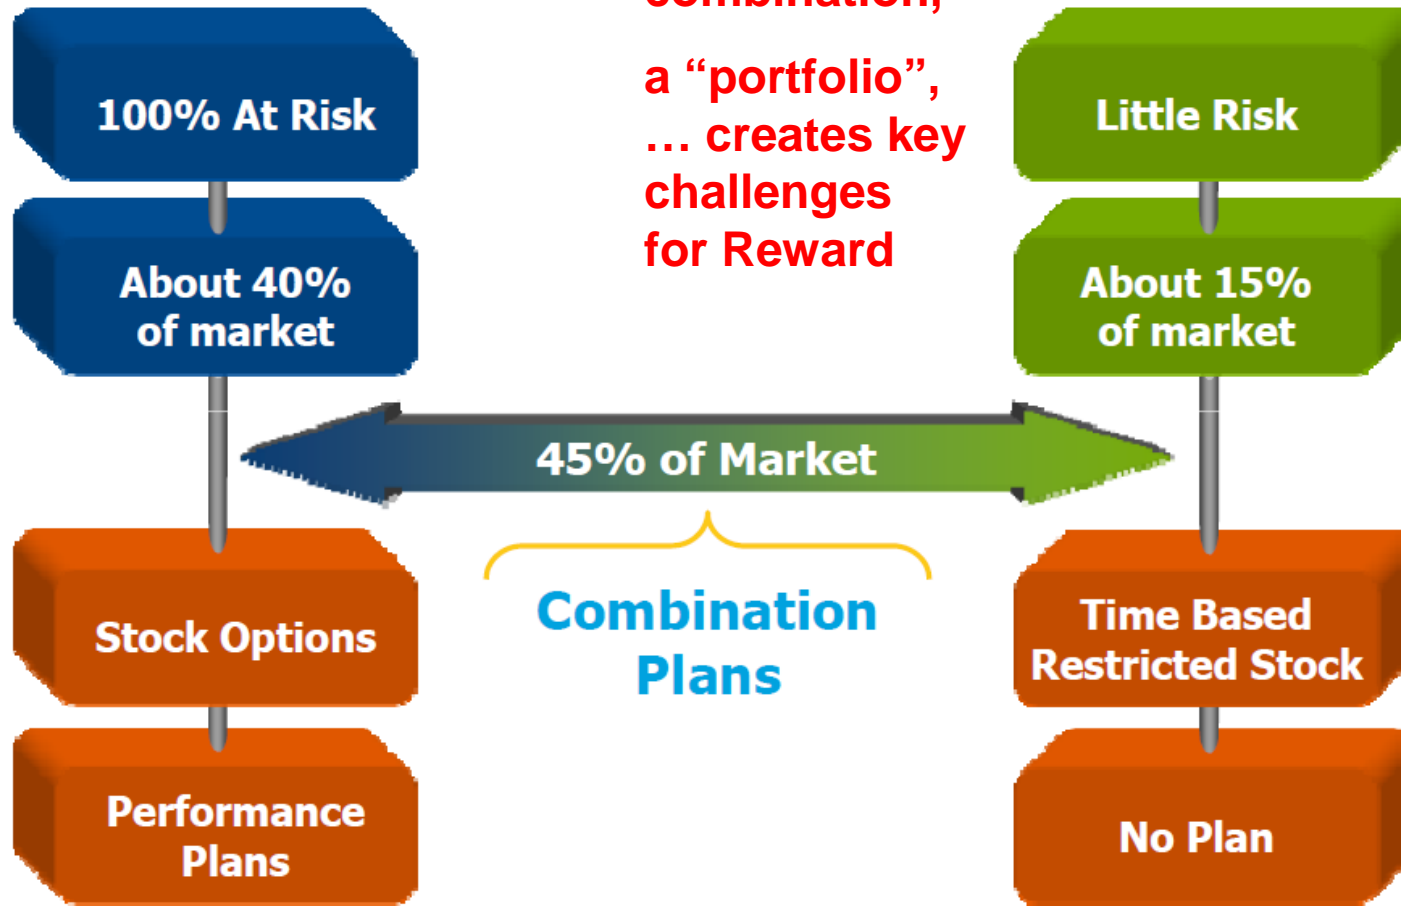 combination,
a “portfolio”,
… creates key
challenges
for Reward
100% At Risk
About 40%
of market
Little Risk
About 15%
of market
45% of Market
Combination
Plans
Stock Options
Performance
Plans
Time Based
Restricted Stock
No Plan